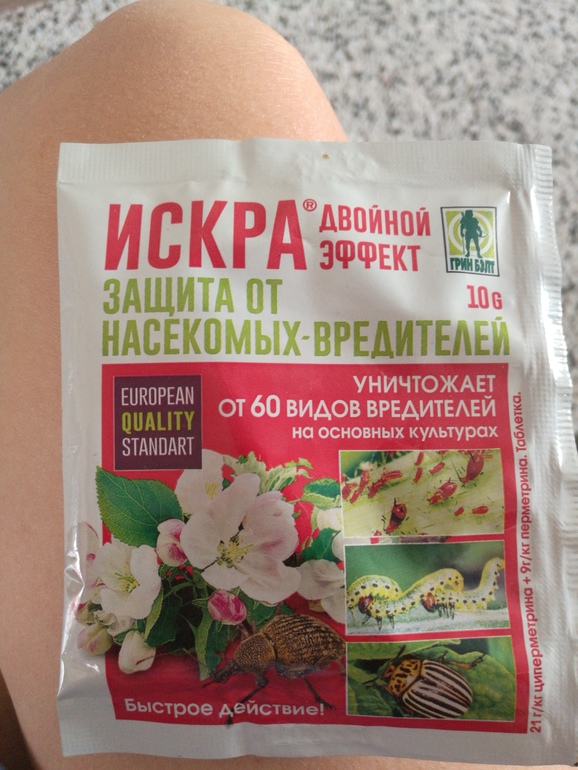 ИСКРА® ДВОЙНОЙ
ЭФФЕКТ
ГРИН БЭЛТ
10 G
ЗАЩИТА ОТ
НАСЕКОМЫХ-ВРЕДИТЕЛЕЙ
EUROPEAN
QUALITY
STANDART
УНИЧТОЖАЕТ
ОТ 60 ВИДОВ ВРЕДИТЕЛЕЙ
на основных культурах
Быстрое действие!
21 г/кг циперметрина + 9г/кг перметрина. Таблетка.